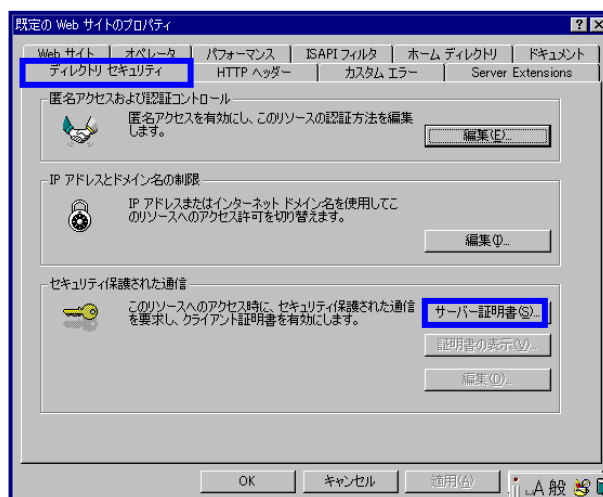 既定の Web サイトのプロパティ
Web サイト オペレータ パフォーマンス ISAPI フィルタ ホーム ディレクトリ ドキュメント
ディレクトリ セキュリティ HTTP ヘッダー カスタム エラー Server Extensions
匿名アクセスおよび認証コントロール
匿名アクセスを有効にし、このリソースの認証方法を編集
します。
編集(E)...
IP アドレスとドメイン名の制限
IP アドレスまたはインターネット ドメイン名を使用してこ
のリソースへのアクセス許可を切り替えます。
編集(I)...
セキュリティ保護された通信
このリソースへのアクセス時に、セキュリティ保護された通信
を要求し、クライアント証明書を有効にします。
サーバー証明書(S)...
証明書の表示(V)...
編集(D)...
OK キャンセル 適用(A)
A 般